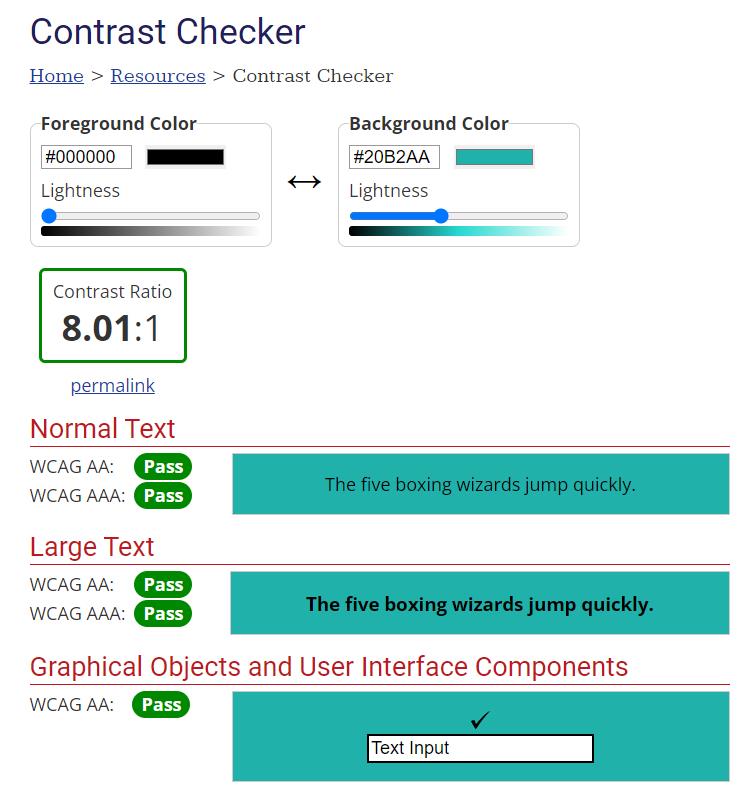 Contrast Checker
Home > Resources > Contrast Checker
Foreground Color
#000000
Lightness
Background Color
#20B2AA
Lightness
Contrast Ratio
8.01:1
permalink
Normal Text
WCAG AA: Pass
WCAG AAA: Pass
The five boxing wizards jump quickly.
Large Text
WCAG AA: Pass
WCAG AAA: Pass
The five boxing wizards jump quickly.
Graphical Objects and User Interface Components
WCAG AA: Pass
Text Input